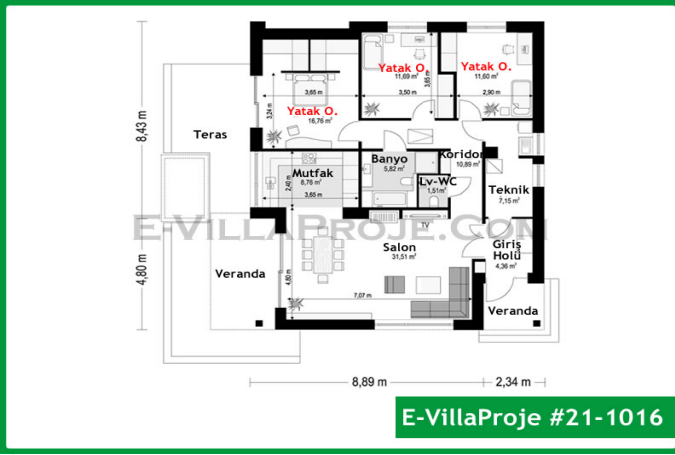 Yatak O.
11,69 m²
3,50 m
3,65 m
Yatak O.
11,60 m²
2,90 m
3,65 m
3,24 m
Yatak O.
16,76 m²
8,43 m
Teras
Mutfak
8,76 m²
2,40 m
3,65 m
Banyo
5,82 m²
Koridor
10,89 m²
Lv-WC
1,51 m²
Teknik
7,15 m²
E-VillaProje.Com
TV
Salon
31,51 m²
Giriş
Holü
4,36 m²
4,80 m
Veranda
4,80 m
7,07 m
Veranda
8,89 m
2,34 m
E-VillaProje #21-1016